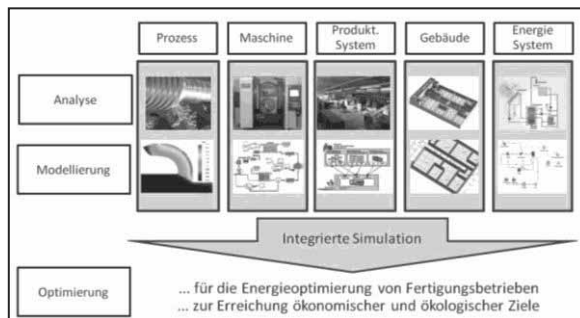 Prozess
Maschine
Produkt.
System
Gebäude
Energie
System
Analyse
Modellierung
Integrierte Simulation
Optimierung
... für die Energieoptimierung von Fertigungsbetrieben
... zur Erreichung ökonomischer und ökologischer Ziele